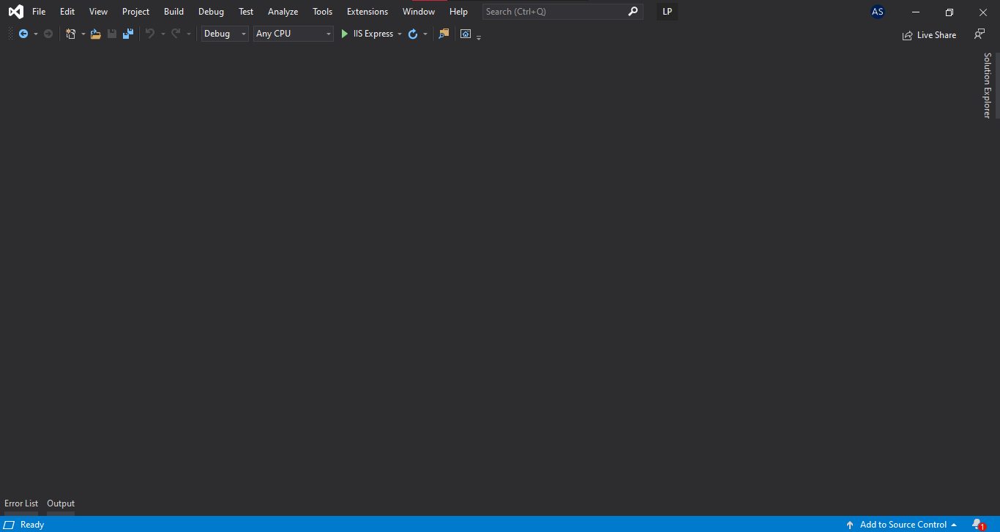 File Edit View Project Build Debug Test Analyze Tools Extensions Window Help Search (Ctrl+Q) LP AS
Debug Any CPU IIS Express Live Share
Solution Explorer
Error List Output
Ready Add to Source Control 1